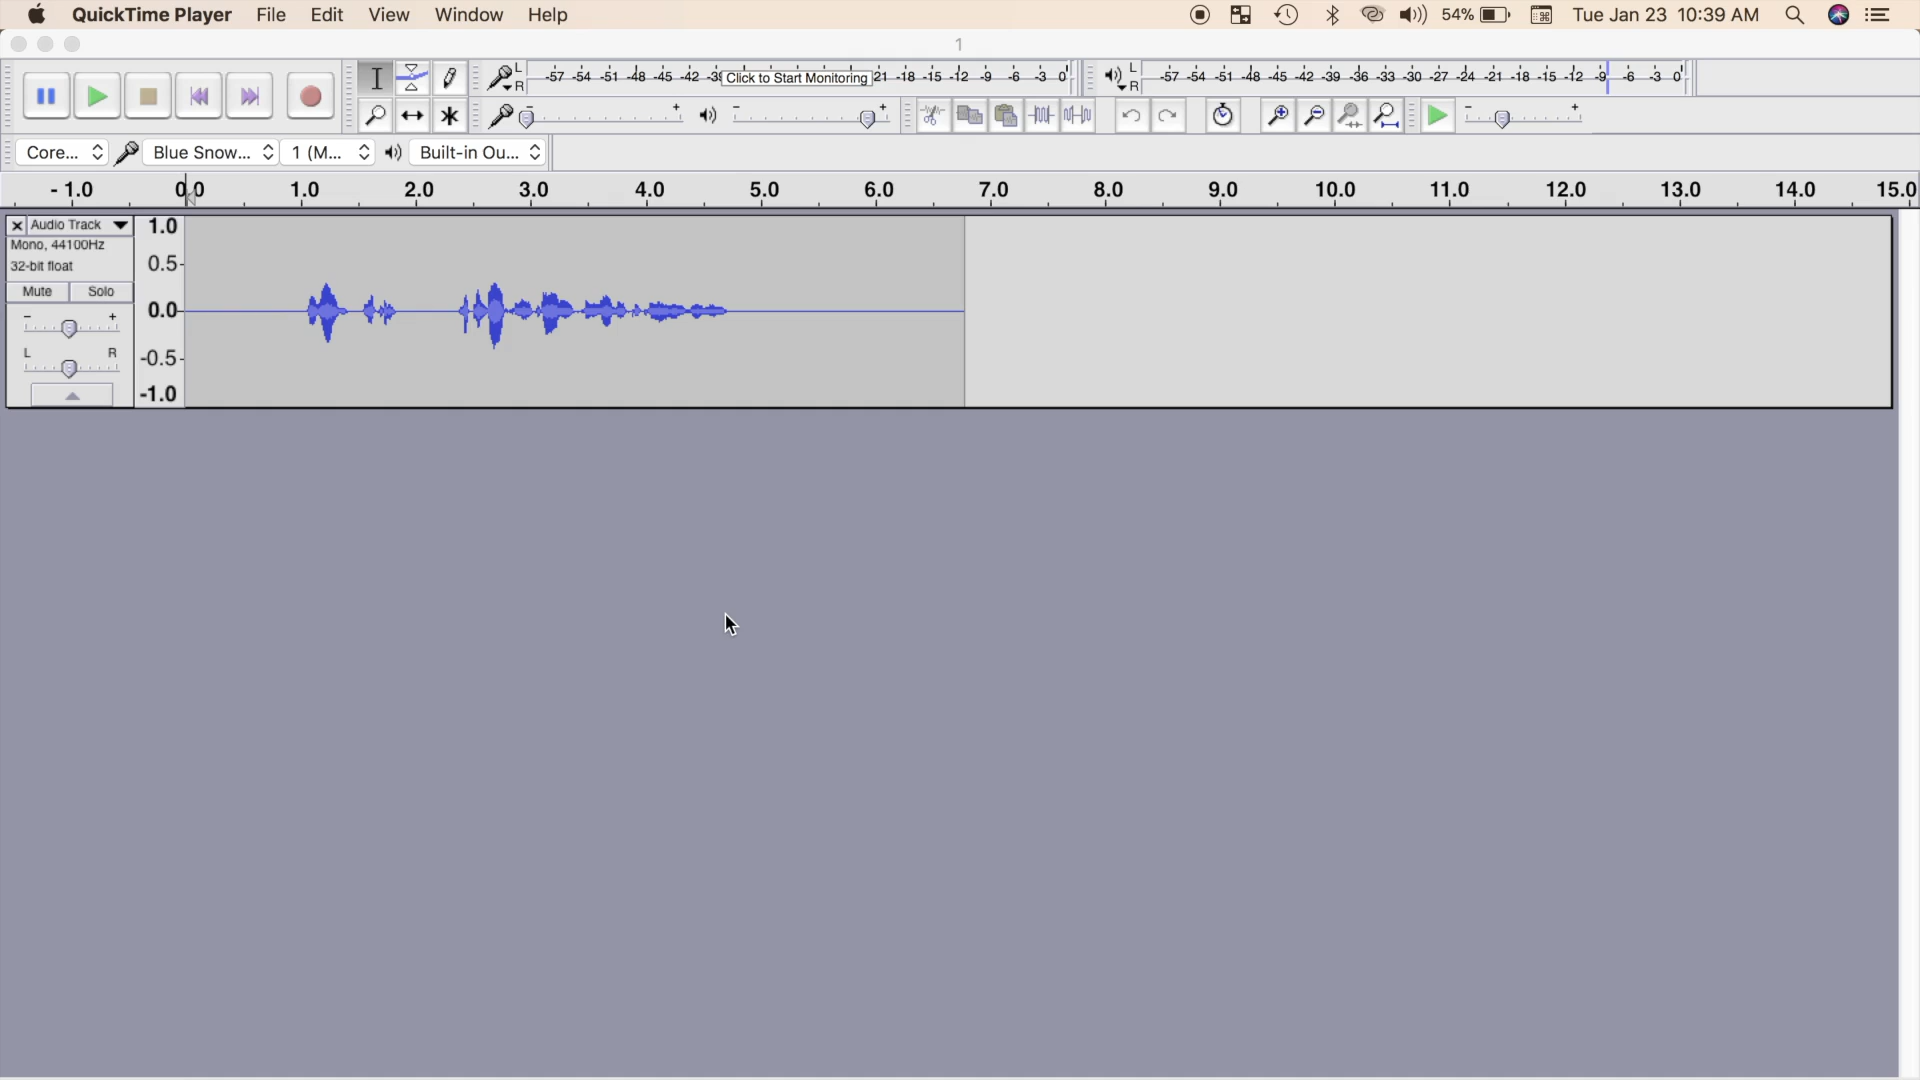 QuickTime Player File Edit View Window Help 54% Tue Jan 23 10:39 AM
1
L -57 -54 -51 -48 -45 -42 Click to Start Monitoring 21 -18 -15 -12 -9 -6 -3 0 L -57 -54 -51 -48 -45 -42 -39 -36 -33 -30 -27 -24 -21 -18 -15 -12 -9 -6 -3 0
R R
Core... Blue Snow... 1 (M... Built-in Ou...
- 1.0 0.0 1.0 2.0 3.0 4.0 5.0 6.0 7.0 8.0 9.0 10.0 11.0 12.0 13.0 14.0 15.0
Audio Track 1.0
Mono, 44100Hz
32-bit float 0.5
Mute Solo
0.0
- +
L R -0.5
-1.0